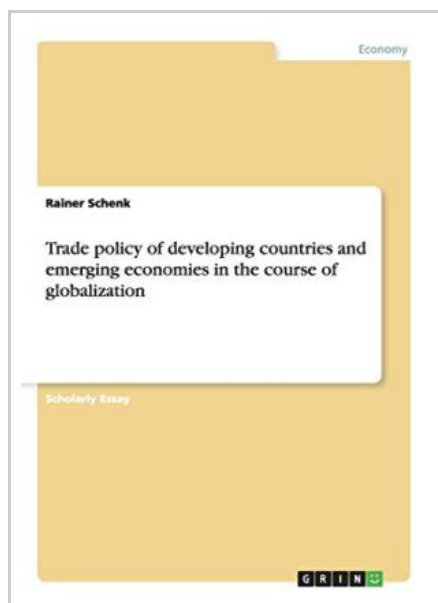 Economy
Rainer Schenk
Trade policy of developing countries and
emerging economies in the course of
globalization
Scholarly Essay
GRIN